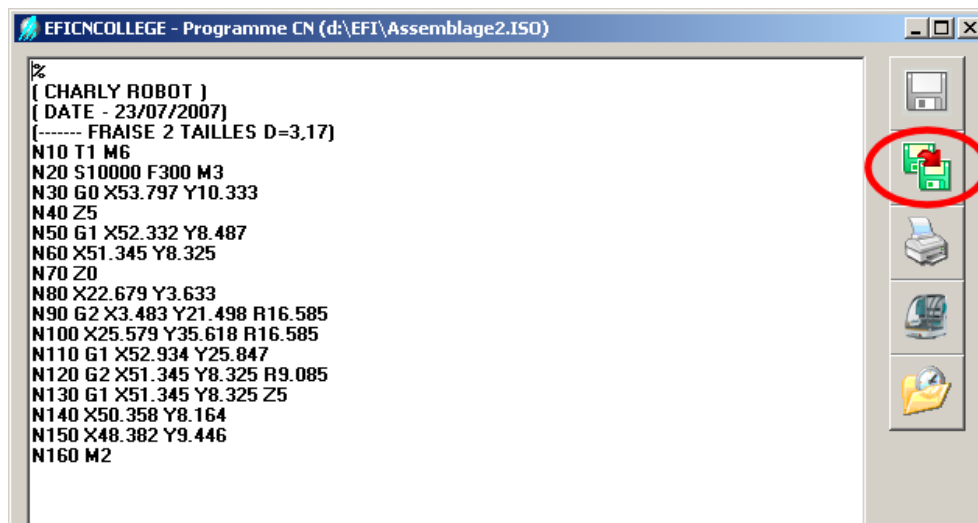 EFICNCOLLEGE - Programme CN (d:\EFI\Assemblage2.ISO)
%
( CHARLY ROBOT )
( DATE - 23/07/2007)
(------- FRAISE 2 TAILLES D=3,17)
N10 T1 M6
N20 S10000 F300 M3
N30 G0 X53.797 Y10.333
N40 Z5
N50 G1 X52.332 Y8.487
N60 X51.345 Y8.325
N70 Z0
N80 X22.679 Y3.633
N90 G2 X3.483 Y21.498 R16.585
N100 X25.579 Y35.618 R16.585
N110 G1 X52.934 Y25.847
N120 G2 X51.345 Y8.325 R9.085
N130 G1 X51.345 Y8.325 Z5
N140 X50.358 Y8.164
N150 X48.382 Y9.446
N160 M2